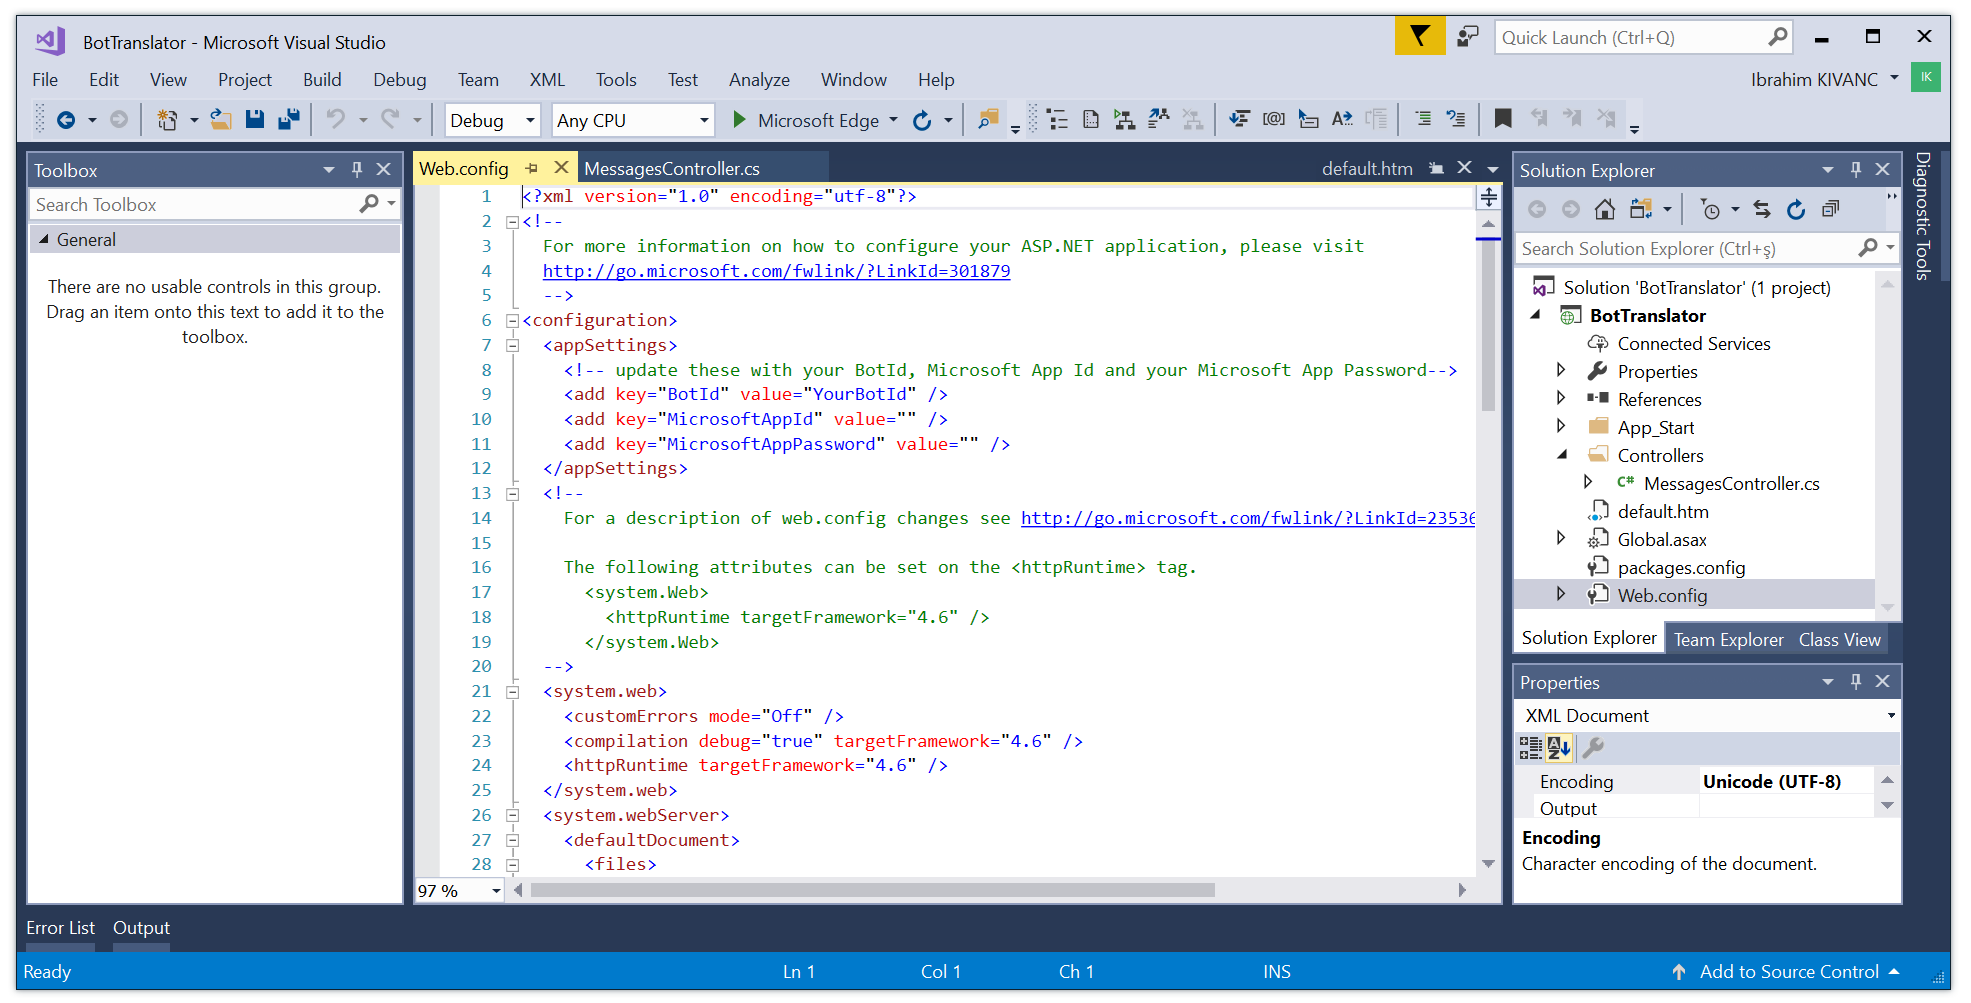 BotTranslator - Microsoft Visual Studio
Quick Launch (Ctrl+Q)
File Edit View Project Build Debug Team XML Tools Test Analyze Window Help
Ibrahim KIVANC
IK
Debug Any CPU Microsoft Edge
Toolbox
Search Toolbox
General
There are no usable controls in this group.
Drag an item onto this text to add it to the
toolbox.
Web.config MessagesController.cs default.htm
1 <?xml version="1.0" encoding="utf-8"?>
2 <!--
3 For more information on how to configure your ASP.NET application, please visit
4 http://go.microsoft.com/fwlink/?LinkId=301879
5 -->
6 <configuration>
7 <appSettings>
8 <!-- update these with your BotId, Microsoft App Id and your Microsoft App Password-->
9 <add key="BotId" value="YourBotId" />
10 <add key="MicrosoftAppId" value="" />
11 <add key="MicrosoftAppPassword" value="" />
12 </appSettings>
13 <!--
14 For a description of web.config changes see http://go.microsoft.com/fwlink/?LinkId=23536
15
16 The following attributes can be set on the <httpRuntime> tag.
17 <system.Web>
18 <httpRuntime targetFramework="4.6" />
19 </system.Web>
20 -->
21 <system.web>
22 <customErrors mode="Off" />
23 <compilation debug="true" targetFramework="4.6" />
24 <httpRuntime targetFramework="4.6" />
25 </system.web>
26 <system.webServer>
27 <defaultDocument>
28 <files>
97 %
Solution Explorer
Search Solution Explorer (Ctrl+ş)
Solution 'BotTranslator' (1 project)
BotTranslator
Connected Services
Properties
References
App_Start
Controllers
C# MessagesController.cs
default.htm
Global.asax
packages.config
Web.config
Solution Explorer Team Explorer Class View
Properties
XML Document
Encoding Unicode (UTF-8)
Output
Encoding
Character encoding of the document.
Diagnostic Tools
Error List Output
Ready Ln 1 Col 1 Ch 1 INS Add to Source Control